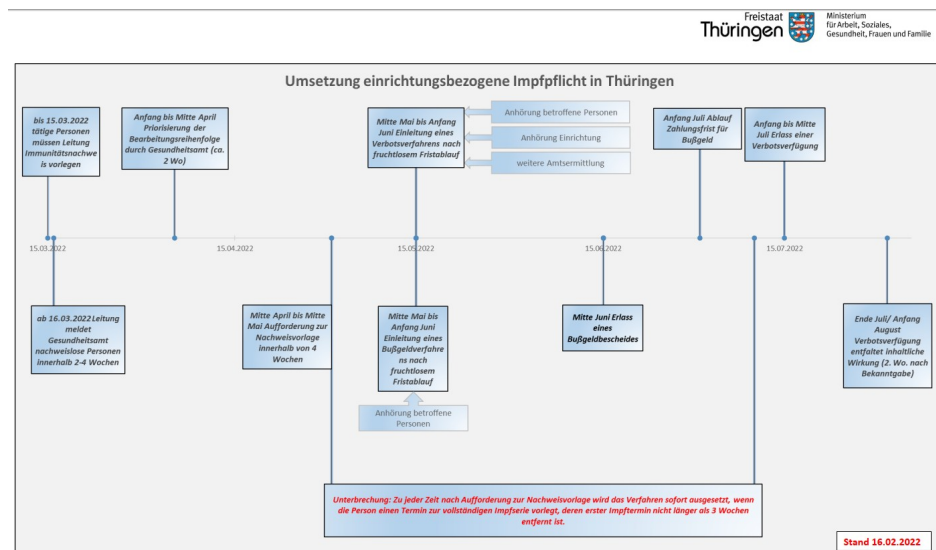 Freistaat
Thüringen
Ministerium
für Arbeit, Soziales,
Gesundheit, Frauen und Familie
Umsetzung einrichtungsbezogene Impfpflicht in Thüringen
bis 15.03.2022
tätige Personen
müssen Leitung
Immunitätsnachwe
is vorlegen
Anfang bis Mitte April
Priorisierung der
Bearbeitungsreihenfolge
durch Gesundheitsamt (ca.
2 Wo)
Mitte Mai bis Anfang
Juni Einleitung eines
Verbotsverfahrens nach
fruchtlosem Fristablauf
Anhörung betroffene Personen
Anhörung Einrichtung
weitere Amtsermittlung
Anfang Juli Ablauf
Zahlungsfrist für
Bußgeld
Anfang bis Mitte
Juli Erlass einer
Verbotsverfügung
15.03.2022
15.04.2022
15.05.2022
15.06.2022
15.07.2022
ab 16.03.2022 Leitung
meldet
Gesundheitsamt
nachweislose Personen
innerhalb 2-4 Wochen
Mitte April bis Mitte
Mai Aufforderung zur
Nachweisvorlage
innerhalb von 4
Wochen
Mitte Mai bis
Anfang Juni
Einleitung eines
Bußgeldverfahre
ns nach
fruchtlosem
Fristablauf
Anhörung betroffene
Personen
Mitte Juni Erlass
eines
Bußgeldbescheides
Ende Juli/ Anfang
August
Verbotsverfügung
entfaltet inhaltliche
Wirkung (2. Wo. nach
Bekanntgabe)
Unterbrechung: Zu jeder Zeit nach Aufforderung zur Nachweisvorlage wird das Verfahren sofort ausgesetzt, wenn
die Person einen Termin zur vollständigen Impfserie vorlegt, deren erster Impftermin nicht länger als 3 Wochen
entfernt ist.
Stand 16.02.2022